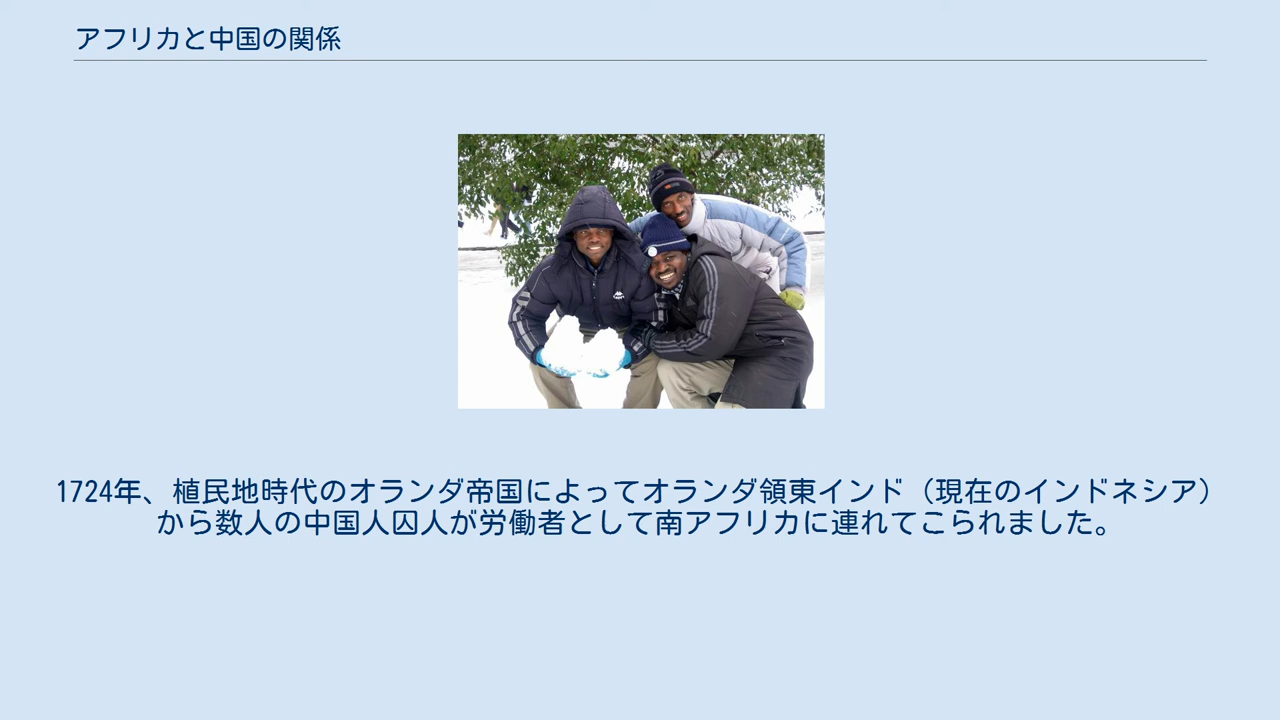 アフリカと中国の関係
1724年、植民地時代のオランダ帝国によってオランダ領東インド（現在のインドネシア）
から数人の中国人囚人が労働者として南アフリカに連れてこられました。